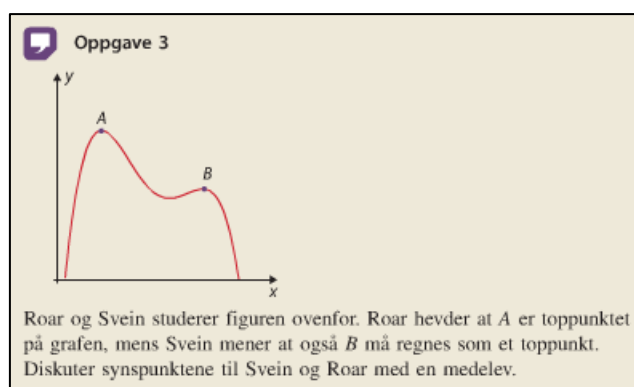 Oppgave 3
y
A
B
x
Roar og Svein studerer figuren ovenfor. Roar hevder at A er toppunktet
på grafen, mens Svein mener at også B må regnes som et toppunkt.
Diskuter synspunktene til Svein og Roar med en medelev.